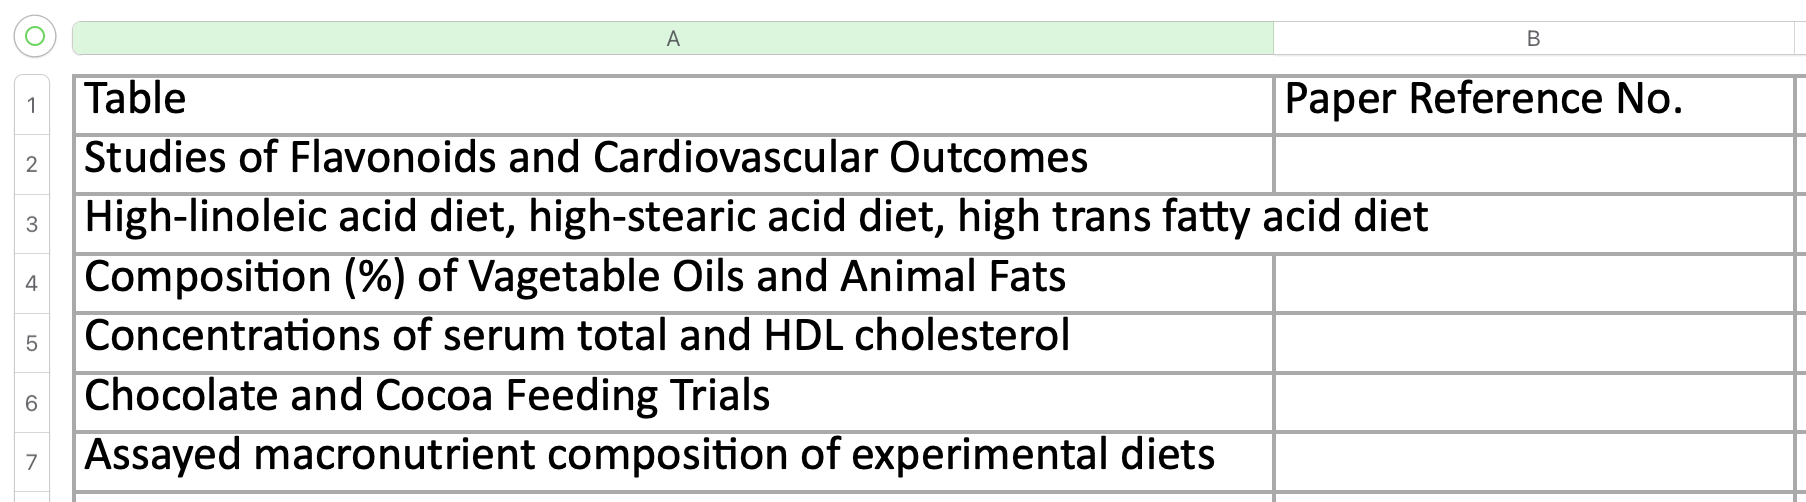 A B
1 Table Paper Reference No.
2 Studies of Flavonoids and Cardiovascular Outcomes
3 High-linoleic acid diet, high-stearic acid diet, high trans fatty acid diet
4 Composition (%) of Vagetable Oils and Animal Fats
5 Concentrations of serum total and HDL cholesterol
6 Chocolate and Cocoa Feeding Trials
7 Assayed macronutrient composition of experimental diets